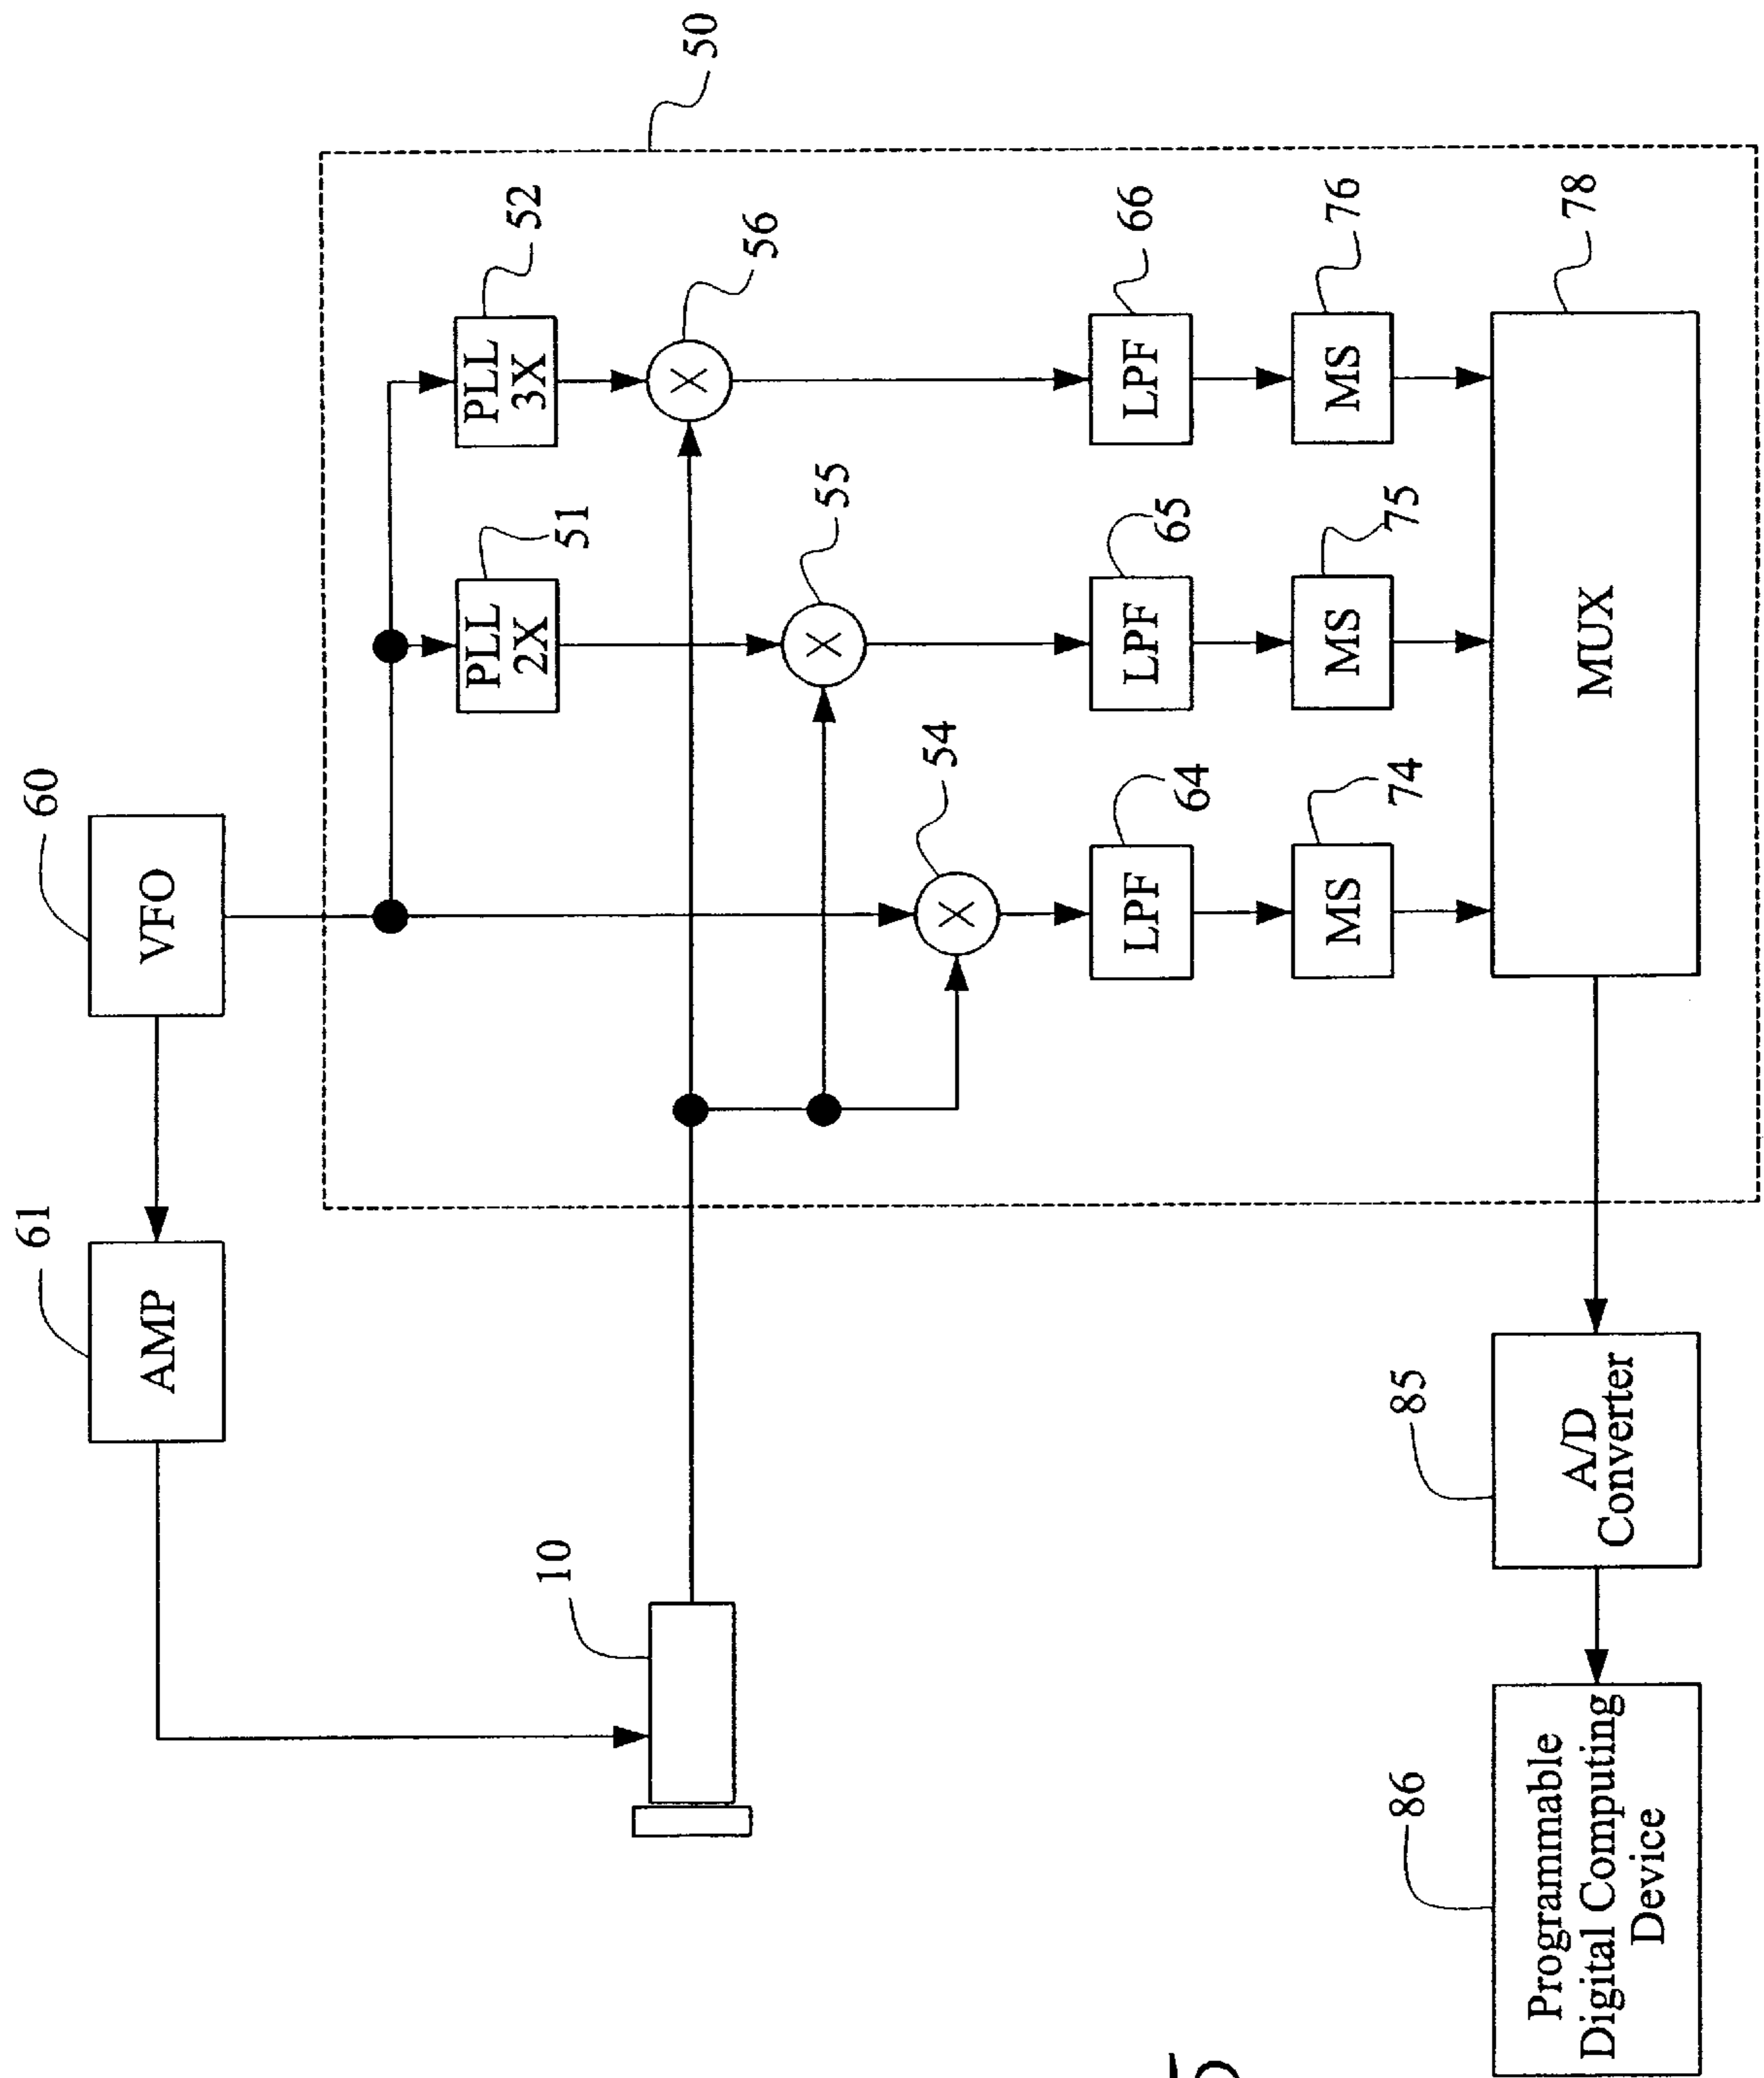 61
60
AMP
VFO
PLL
2X
PLL
3X
51
52
10
56
50
X
55
X
54
X
LPF
LPF
LPF
64
65
66
5
MS
MS
MS
74
75
76
85
86
78
Programmable
Digital Computing
Device
A/D
Converter
MUX